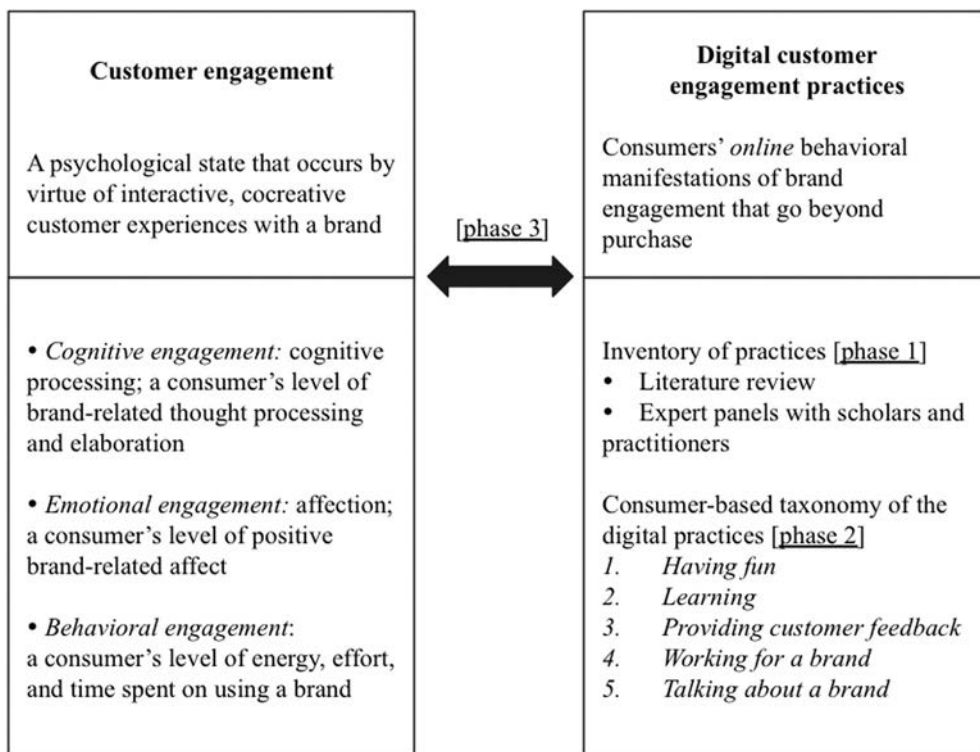 Customer engagement
A psychological state that occurs by
virtue of interactive, cocreative
customer experiences with a brand
• Cognitive engagement: cognitive
processing; a consumer’s level of
brand-related thought processing
and elaboration
• Emotional engagement: affection;
a consumer’s level of positive
brand-related affect
• Behavioral engagement:
a consumer’s level of energy, effort,
and time spent on using a brand
[phase 3]
Digital customer
engagement practices
Consumers’ online behavioral
manifestations of brand
engagement that go beyond
purchase
Inventory of practices [phase 1]
• Literature review
• Expert panels with scholars and
practitioners
Consumer-based taxonomy of the
digital practices [phase 2]
1. Having fun
2. Learning
3. Providing customer feedback
4. Working for a brand
5. Talking about a brand